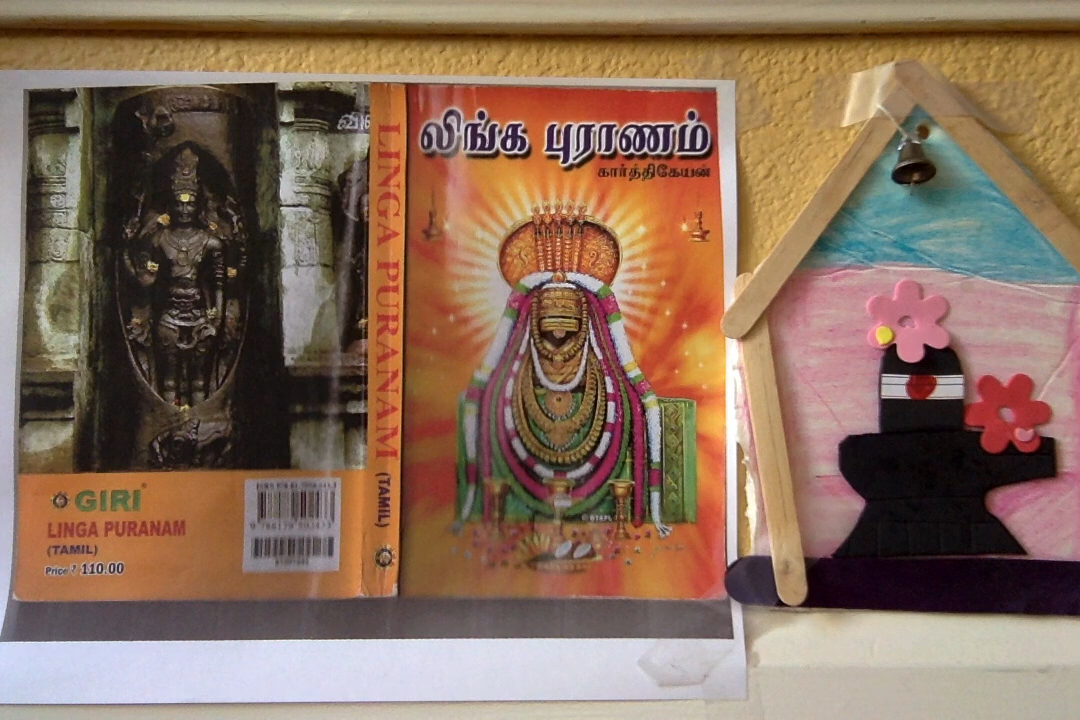 GIRI
LINGA PURANAM
(TAMIL)
Price ₹ 110.00
LINGA PURANAM (TAMIL)
லிங்க புராணம்
கார்த்திகேயன்